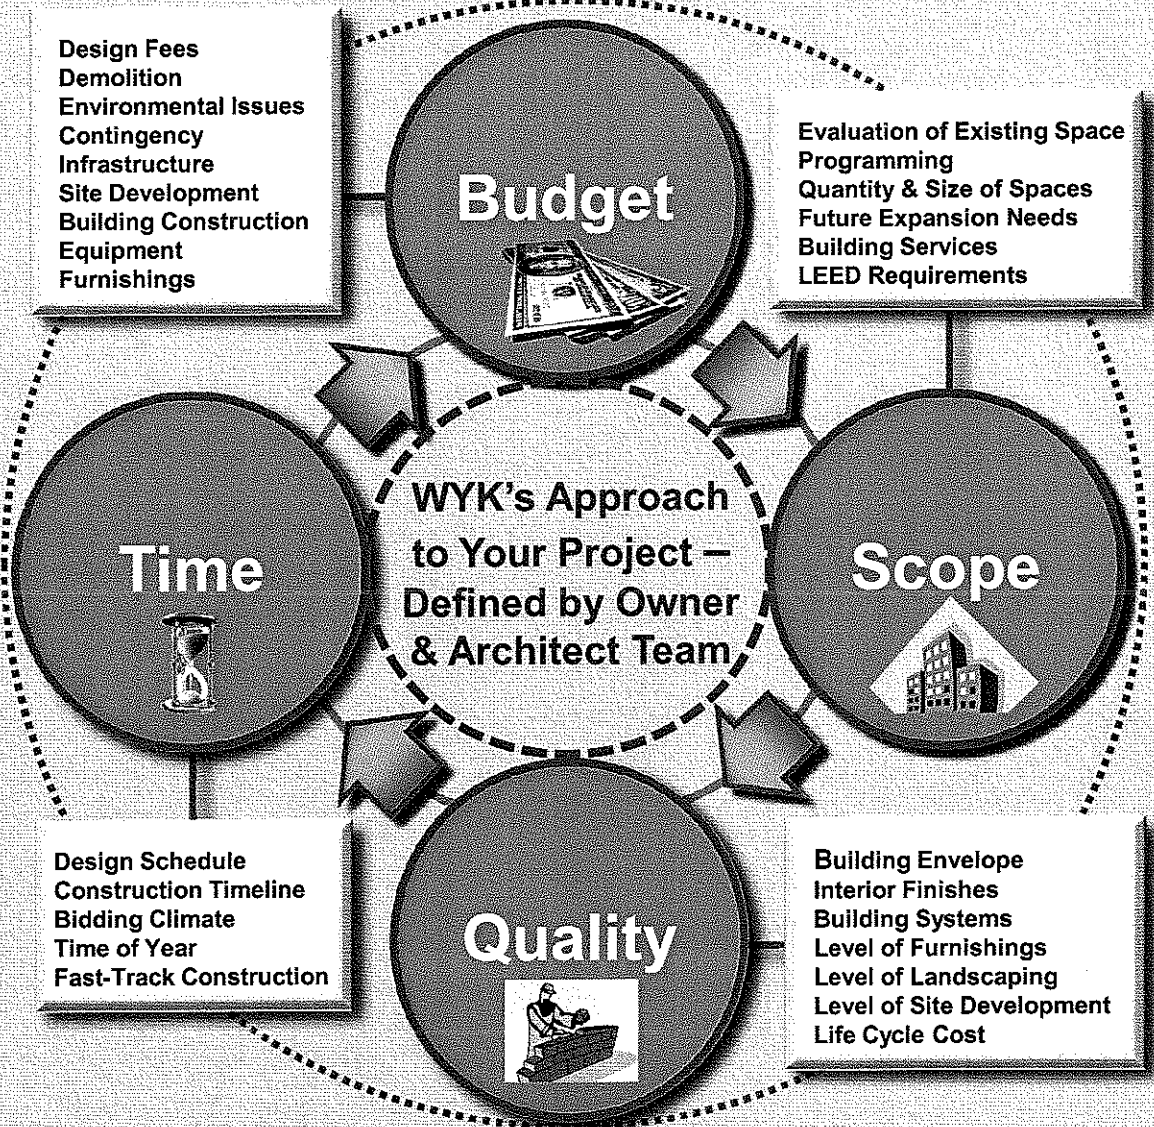 Design Fees
Demolition
Environmental Issues
Contingency
Infrastructure
Site Development
Building Construction
Equipment
Furnishings
Budget
Evaluation of Existing Space
Programming
Quantity & Size of Spaces
Future Expansion Needs
Building Services
LEED Requirements
Time
WYK's Approach
to Your Project –
Defined by Owner
& Architect Team
Scope
Design Schedule
Construction Timeline
Bidding Climate
Time of Year
Fast-Track Construction
Quality
Building Envelope
Interior Finishes
Building Systems
Level of Furnishings
Level of Landscaping
Level of Site Development
Life Cycle Cost